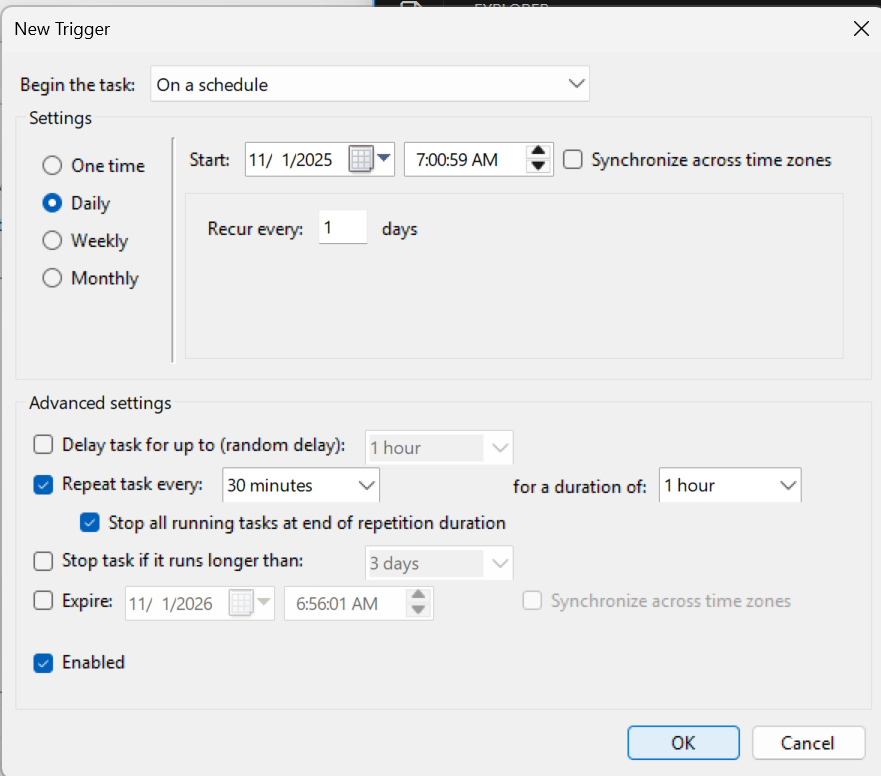 EXPLORER
New Trigger
Begin the task: On a schedule
Settings
One time
Start: 11/ 1/2025 7:00:59 AM Synchronize across time zones
Daily
Recur every: 1 days
Weekly
Monthly
Advanced settings
Delay task for up to (random delay): 1 hour
Repeat task every: 30 minutes for a duration of: 1 hour
Stop all running tasks at end of repetition duration
Stop task if it runs longer than: 3 days
Expire: 11/ 1/2026 6:56:01 AM Synchronize across time zones
Enabled
OK Cancel